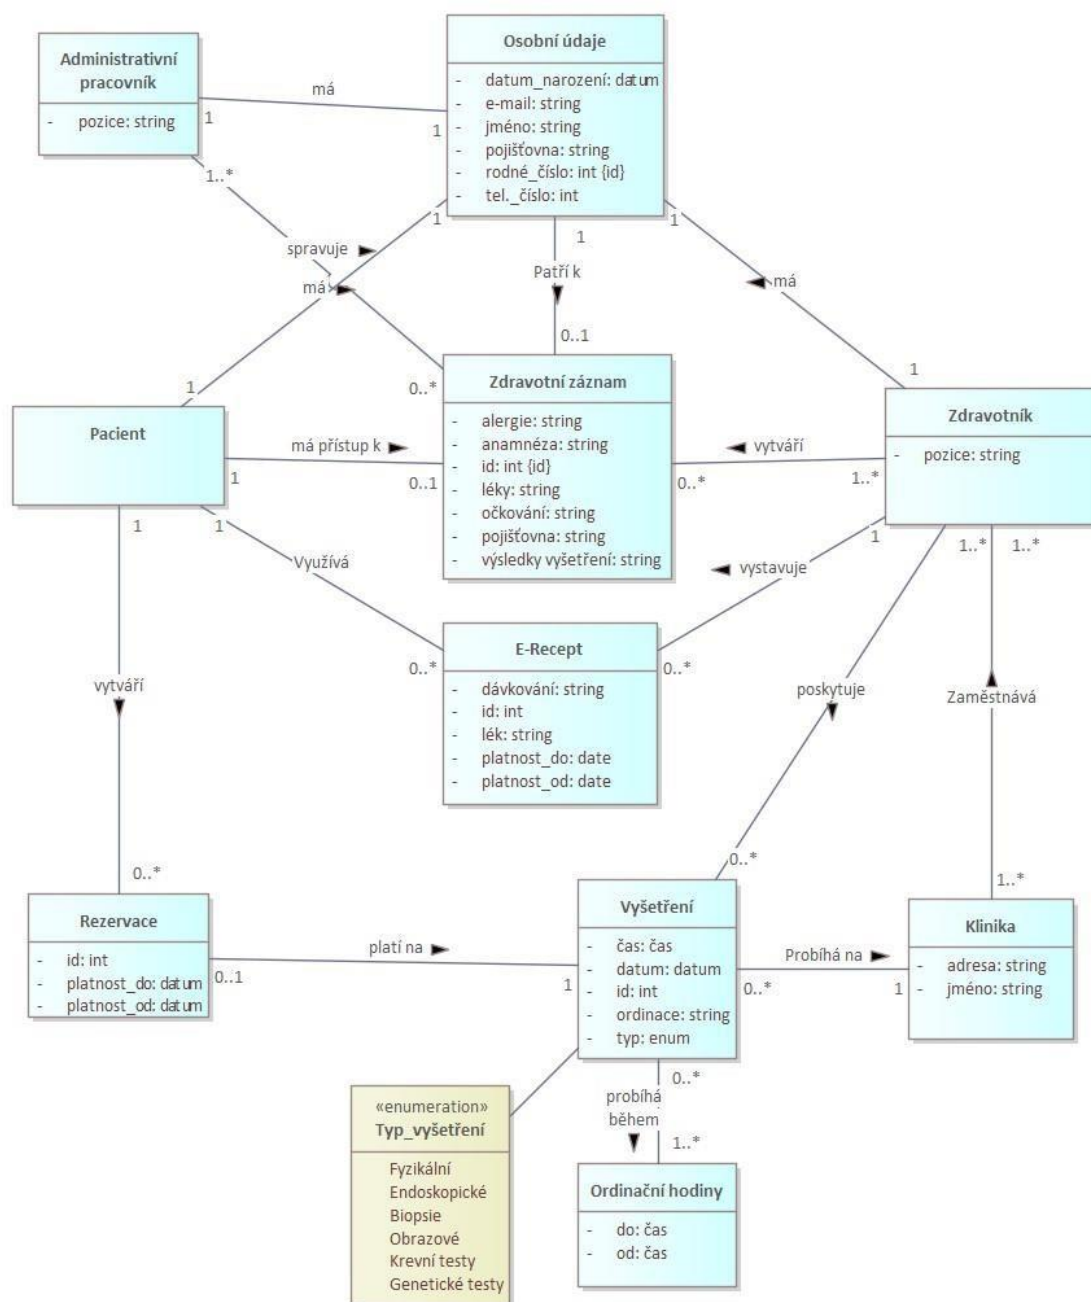 Administrativní
pracovník
- pozice: string
Osobní údaje
- datum_narození: datum
- e-mail: string
- jméno: string
- pojišťovna: string
- rodné_číslo: int {id}
- tel._číslo: int
má
1
1
1..*
1
1
1
spravuje
má
Patří k
má
0..1
1
0..*
1
Pacient
Zdravotní záznam
- alergie: string
- anamnéza: string
- id: int {id}
- léky: string
- očkování: string
- pojišťovna: string
- výsledky vyšetření: string
Zdravotník
- pozice: string
má přístup k
1
0..1
vytváří
0..*
1..*
1
1
1
1..*
1..*
Využívá
vystavuje
0..*
0..*
E-Recept
- dávkování: string
- id: int
- lék: string
- platnost_do: date
- platnost_od: date
vytváří
poskytuje
Zaměstnává
0..*
0..*
1..*
Rezervace
- id: int
- platnost_do: datum
- platnost_od: datum
platí na
0..1
1
Vyšetření
- čas: čas
- datum: datum
- id: int
- ordinace: string
- typ: enum
Probíhá na
0..*
1
Klinika
- adresa: string
- jméno: string
0..*
probíhá
během
1..*
«enumeration»
Typ_vyšetření
Fyzikální
Endoskopické
Biopsie
Obrazové
Krevní testy
Genetické testy
Ordinační hodiny
- do: čas
- od: čas